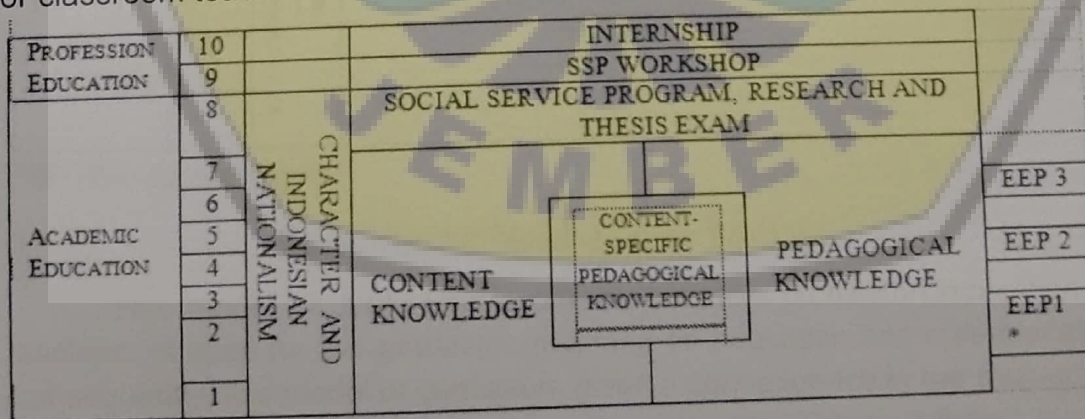 PROFESSION
EDUCATION
10
9
INTERNSHIP
SSP WORKSHOP
8
SOCIAL SERVICE PROGRAM, RESEARCH AND
THESIS EXAM
ACADEMIC
EDUCATION
7
6
5
4
3
2
1
CHARACTER AND
INDONESIAN
NATIONALISM
CONTENT
KNOWLEDGE
CONTENT-
SPECIFIC
PEDAGOGICAL
KNOWLEDGE
PEDAGOGICAL
KNOWLEDGE
EEP 3
EEP 2
EEP1
*
JEMBER